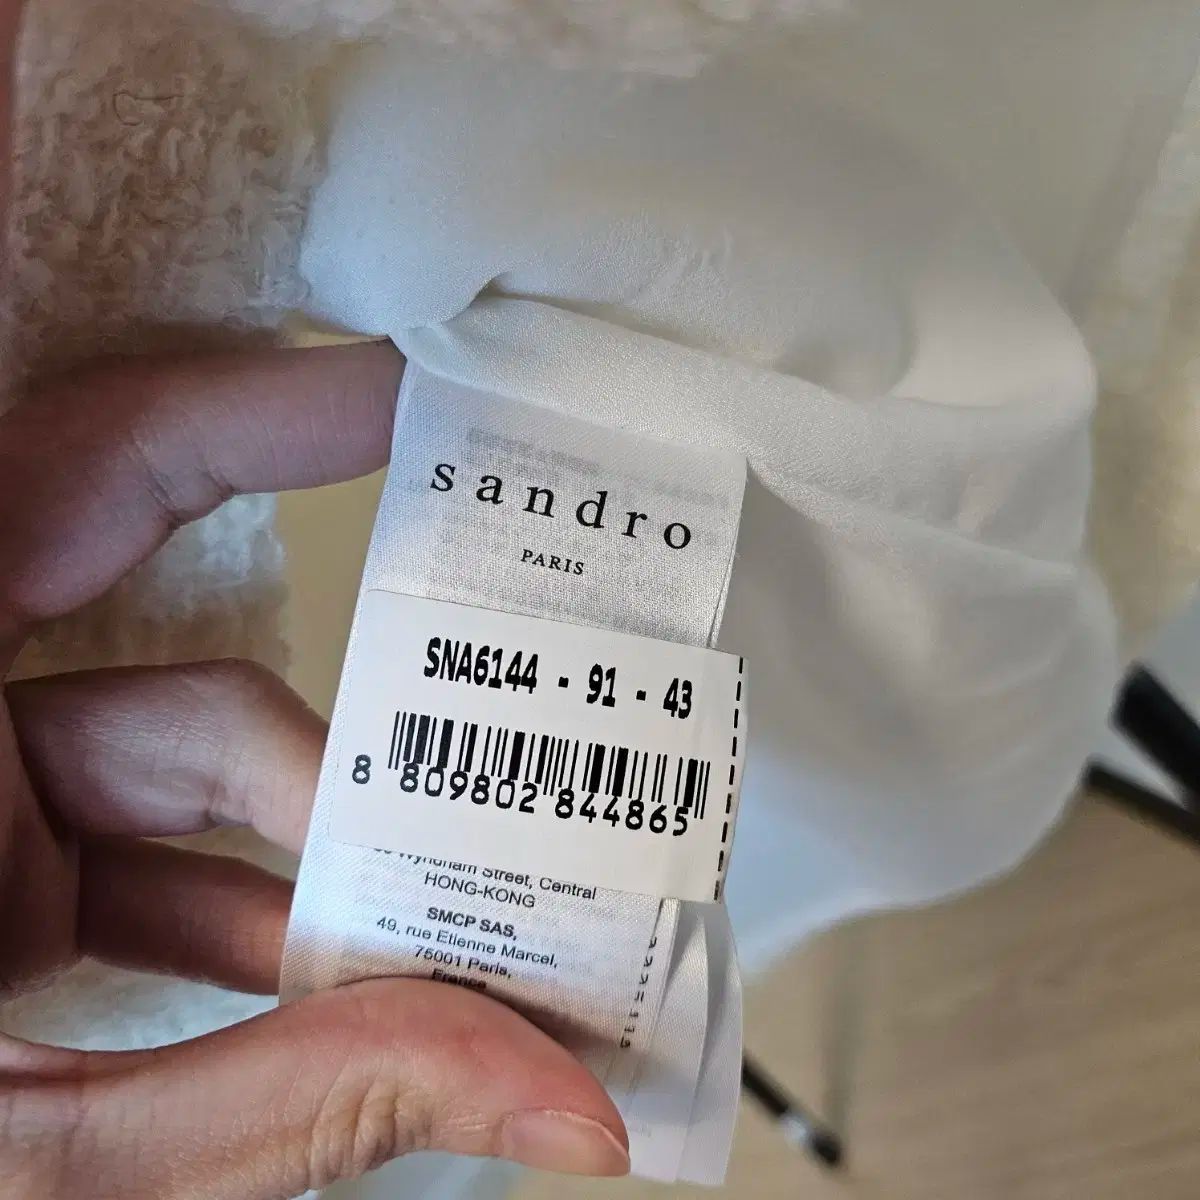 sandro
PARIS
SNA6144 - 91 - 43
8 809802 844865
Wyndham Street, Central
HONG-KONG
SMCP SAS,
49, rue Etienne Marcel,
75001 Paris,
France